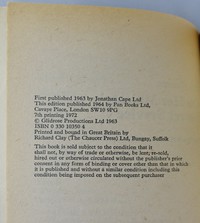 First published 1963 by Jonathan Cape Ltd
This edition published 1964 by Pan Books Ltd,
Cavaye Place, London SW10 9PG
7th printing 1972
© Glidrose Productions Ltd 1963
ISBN 0 330 10350 4
Printed and bound in Great Britain by
Richard Clay (The Chaucer Press) Ltd, Bungay, Suffolk
This book is sold subject to the condition that it
shall not, by way of trade or otherwise, be lent, re-sold,
hired out or otherwise circulated without the publisher's prior
consent in any form of binding or cover other than that in which
it is published and without a similar condition including this
condition being imposed on the subsequent purchaser